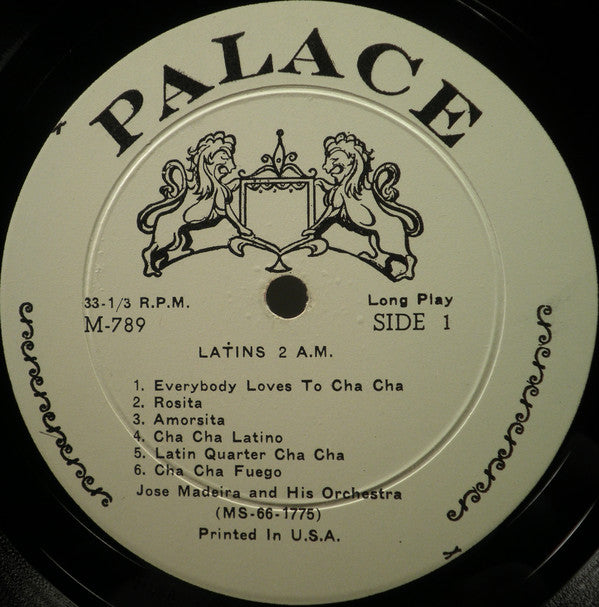 PALACE
33-1/3 R.P.M.
Long Play
M-789
SIDE 1
LATINS 2 A.M.
1. Everybody Loves To Cha Cha
2. Rosita
3. Amorsita
4. Cha Cha Latino
5. Latin Quarter Cha Cha
6. Cha Cha Fuego
Jose Madeira and His Orchestra
(MS-66-1775)
Printed In U.S.A.